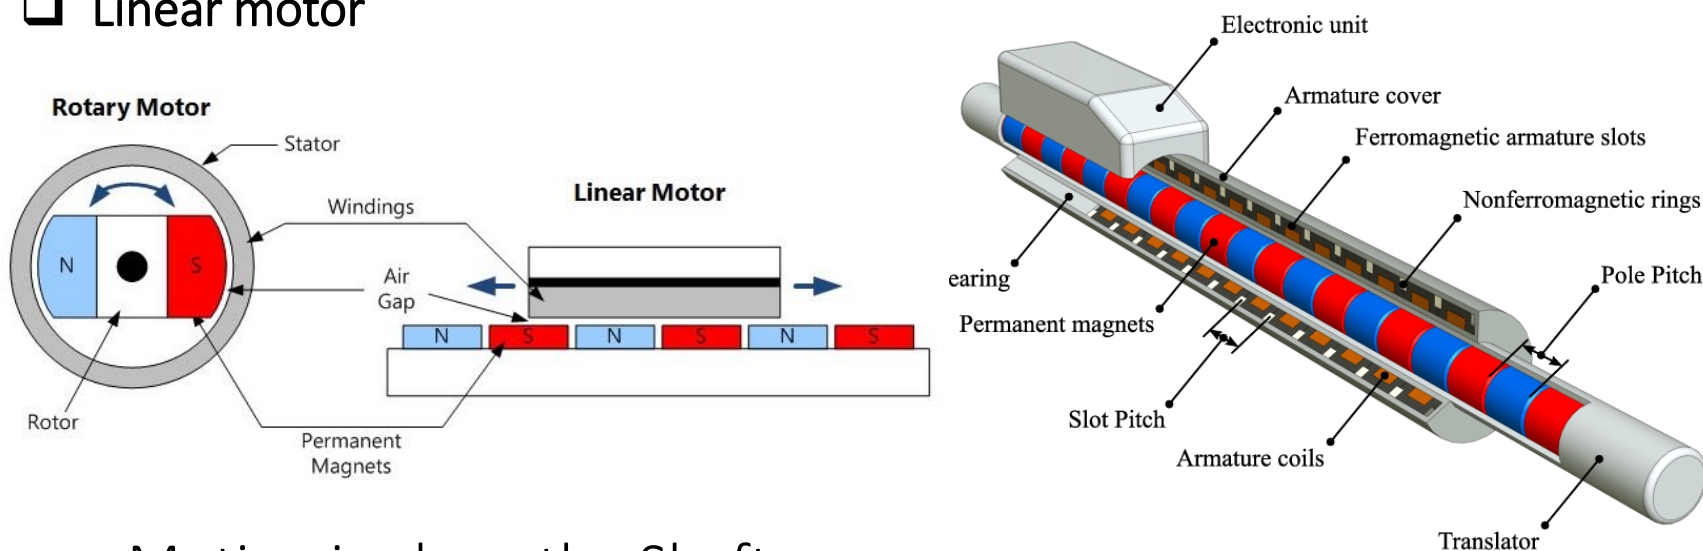 Linear motor
Rotary Motor
Stator
Windings
Linear Motor
Air
Gap
N
S
N
S
N
S
N
S
Rotor
Permanent
Magnets
Electronic unit
Armature cover
Ferromagnetic armature slots
Nonferromagnetic rings
Pole Pitch
earing
Permanent magnets
Slot Pitch
Armature coils
Translator